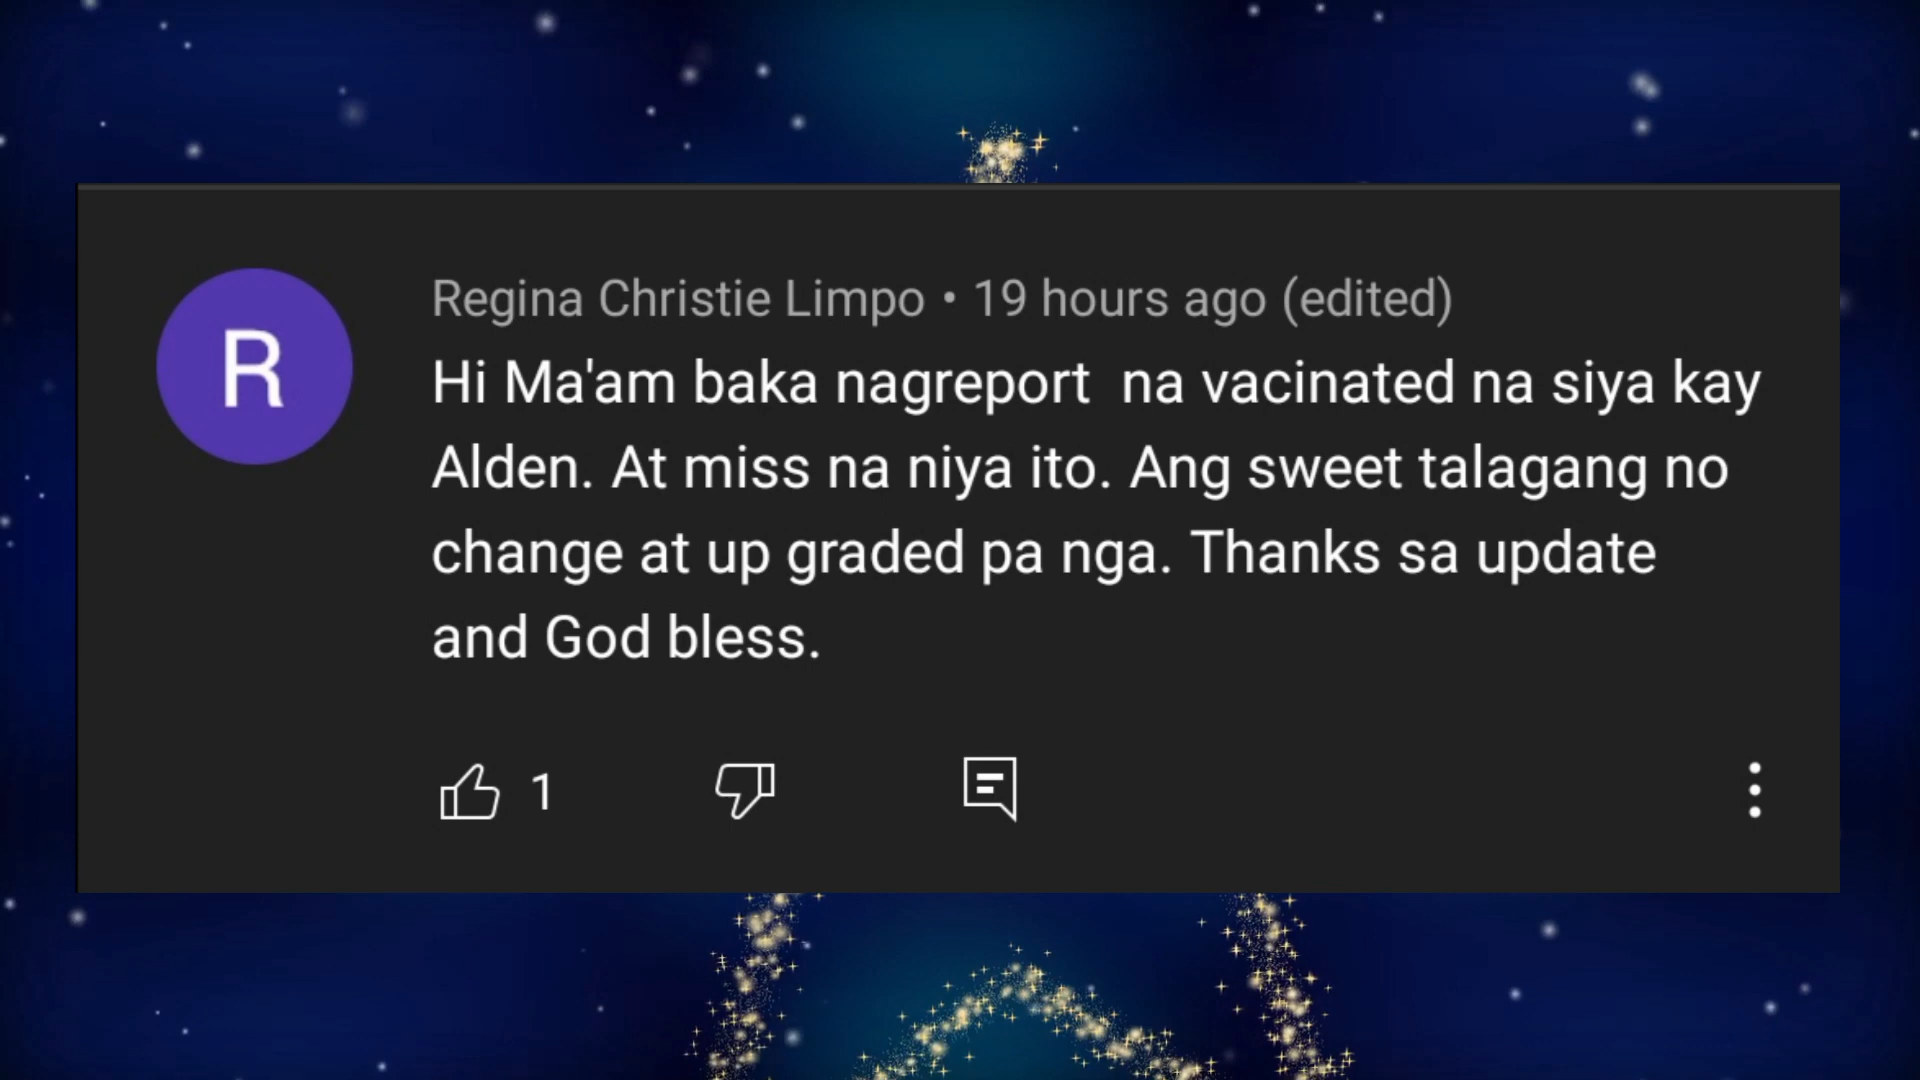 R
Regina Christie Limpo • 19 hours ago (edited)
Hi Ma'am baka nagreport  na vacinated na siya kay
Alden. At miss na niya ito. Ang sweet talagang no
change at up graded pa nga. Thanks sa update
and God bless.
1